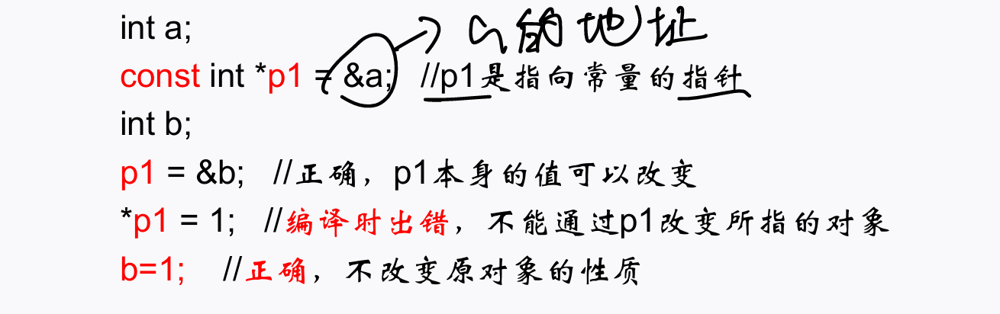 int a;
a的地址
const int *p1 = &a; //p1是指向常量的指针
int b;
p1 = &b; //正确，p1本身的值可以改变
*p1 = 1; //编译时出错，不能通过p1改变所指的对象
b=1; //正确，不改变原对象的性质